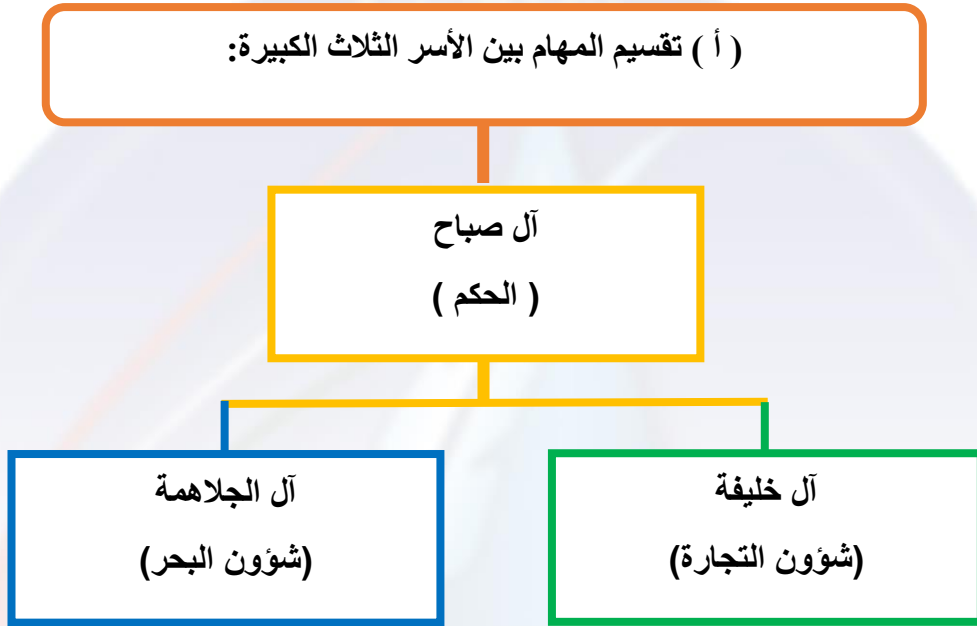 ( أ ) تقسيم المهام بين الأسر الثلاث الكبيرة:
آل صباح
( الحكم )
آل خليفة
(شؤون التجارة)
آل الجلاهمة
(شؤون البحر)